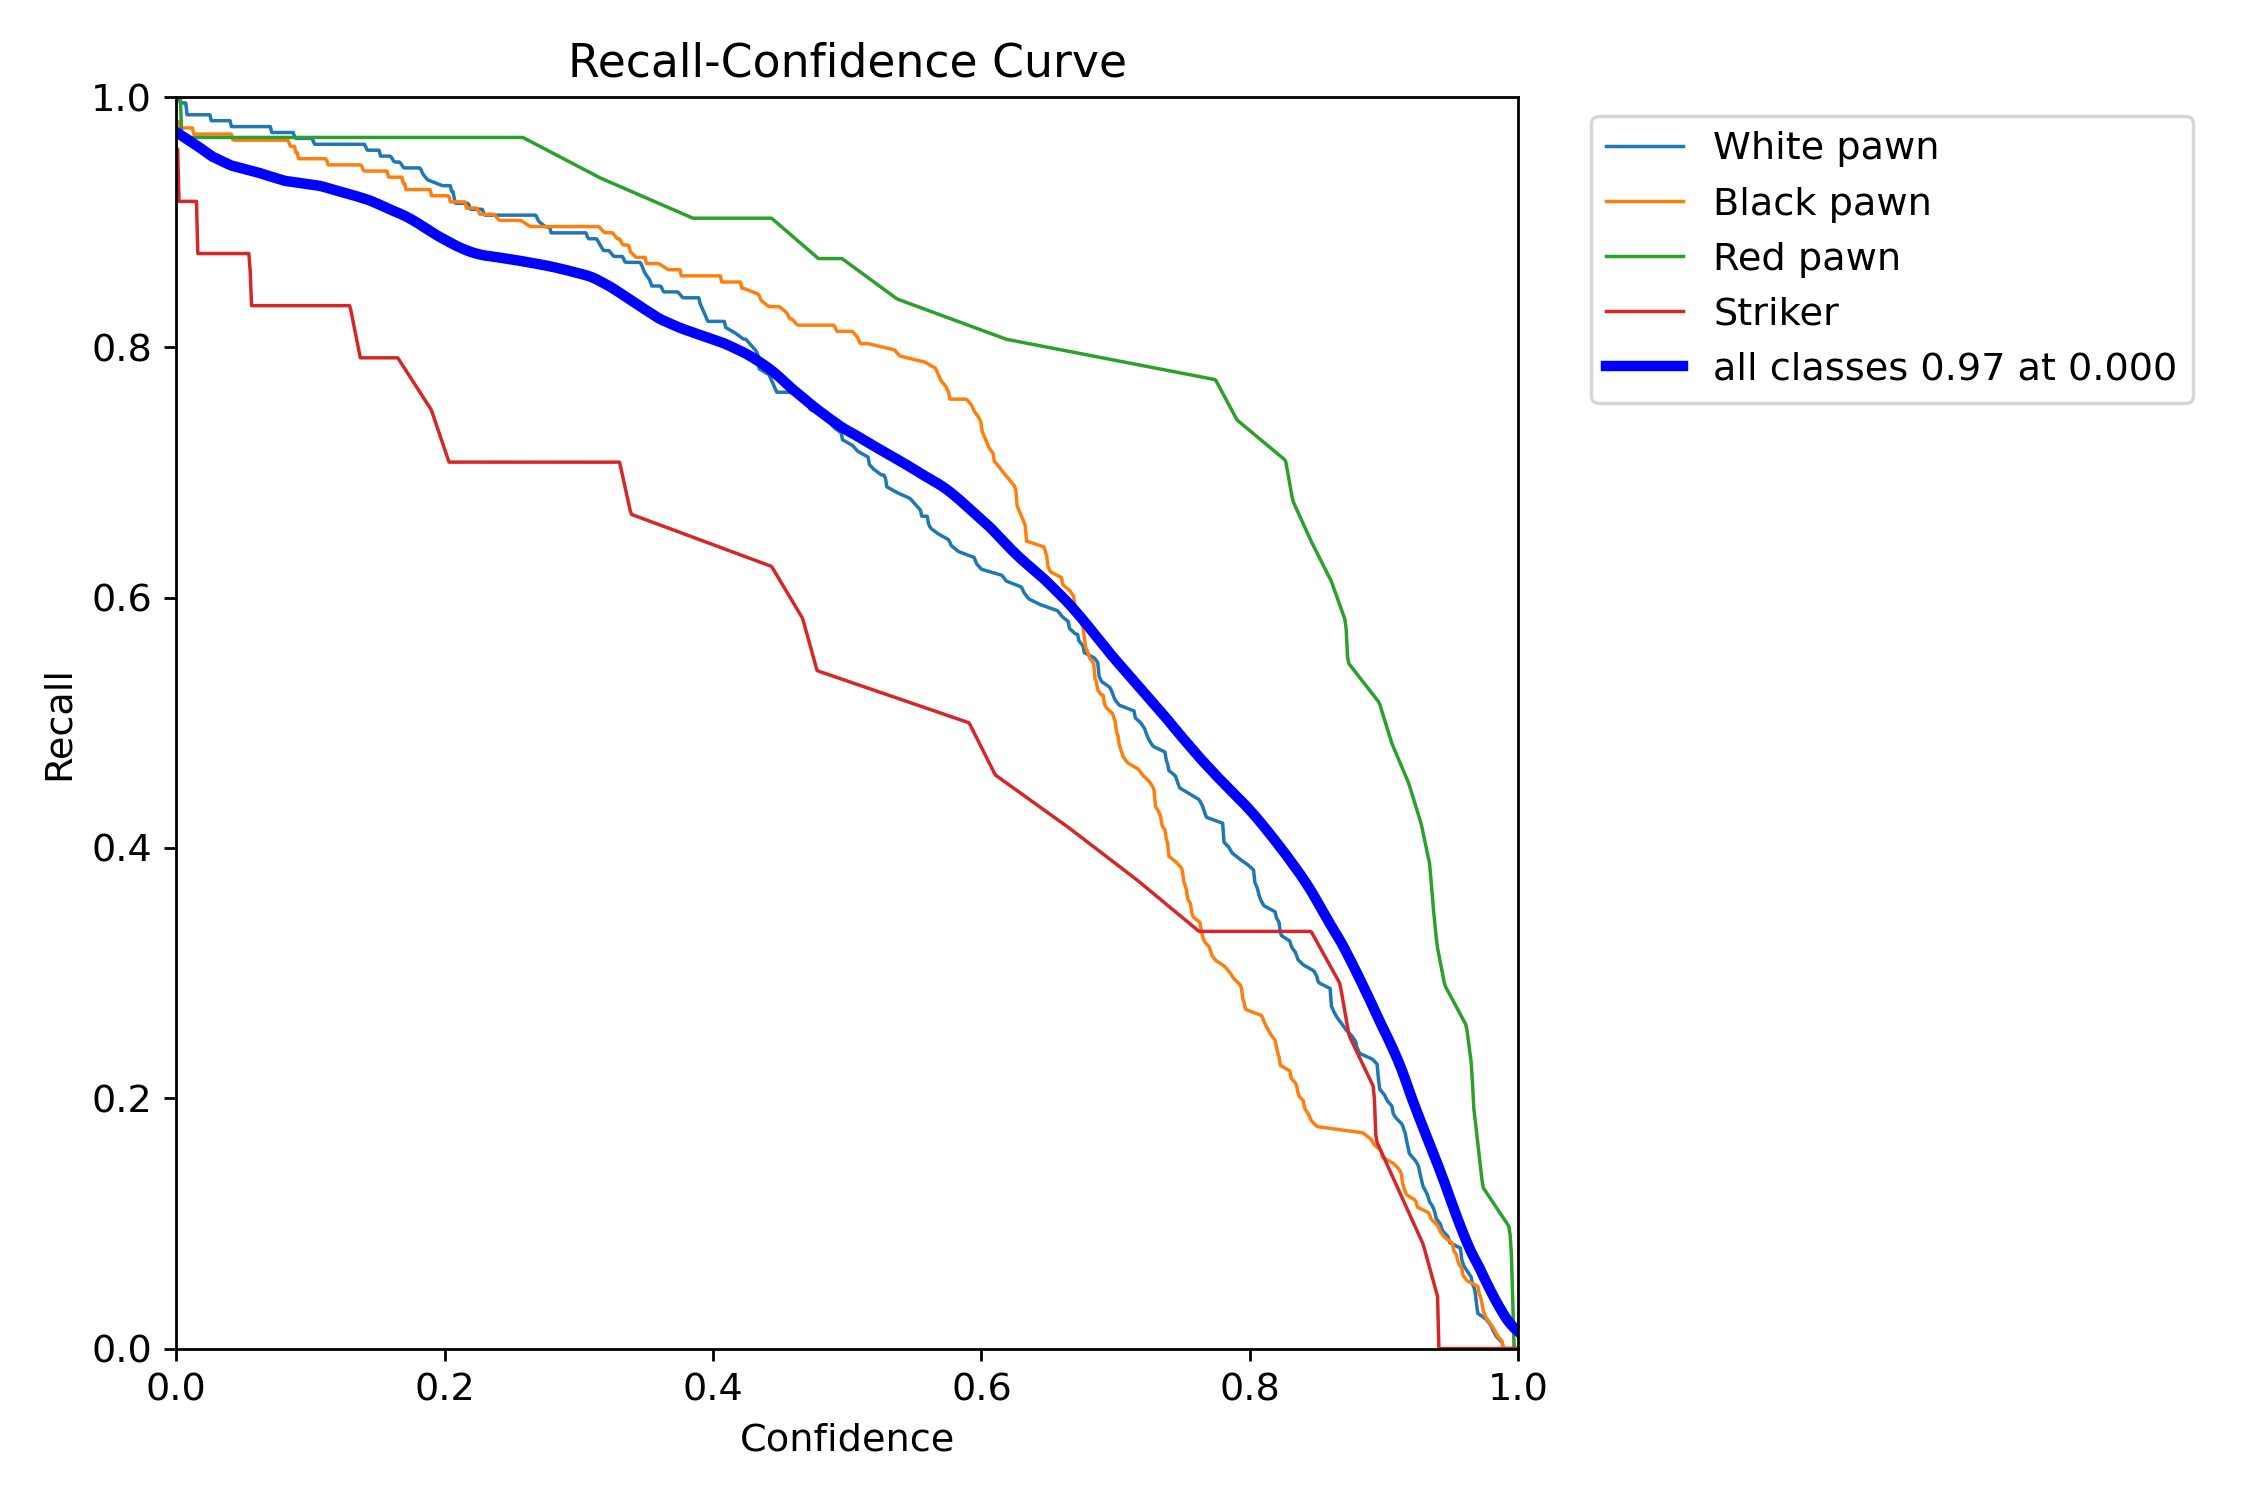 Recall-Confidence Curve
1.0
0.8
0.6
0.4
0.2
0.0
Recall
0.0 0.2 0.4 0.6 0.8 1.0
Confidence
White pawn
Black pawn
Red pawn
Striker
all classes 0.97 at 0.000